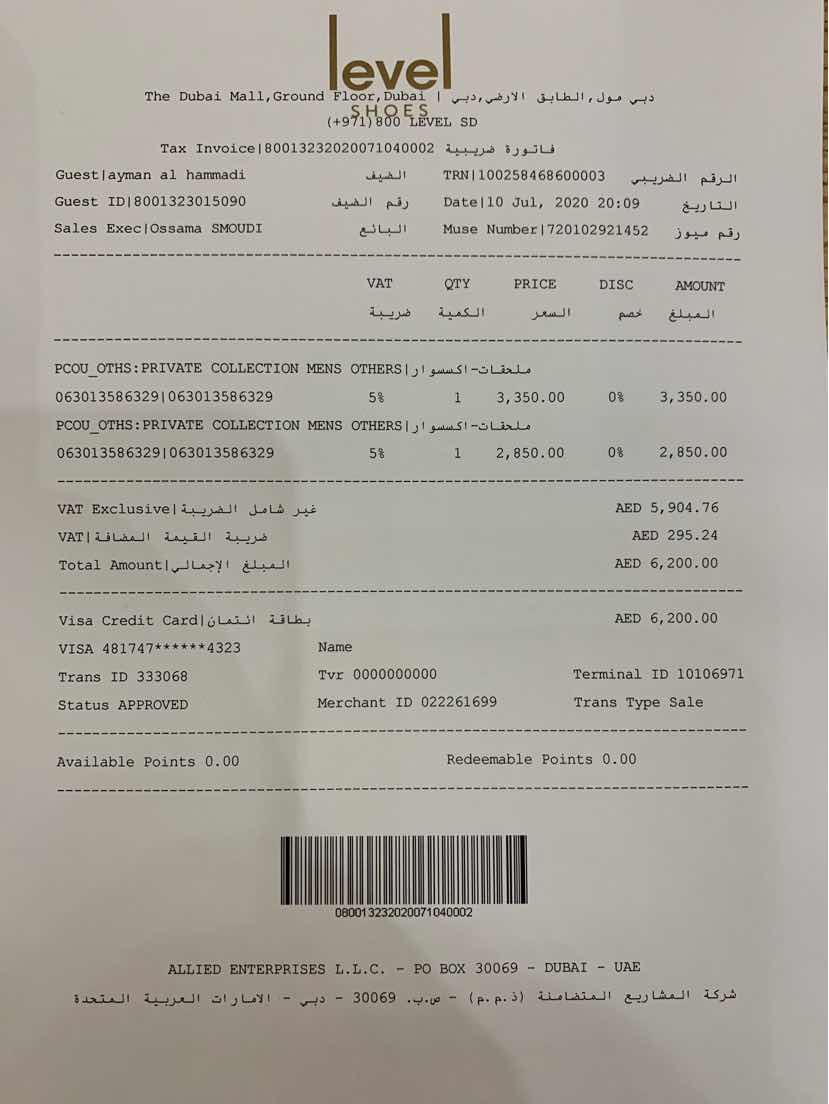 level
The Dubai Mall,Ground Floor,Dubai | دبي مول,الطابق الارضي,دبي
SHOES
(+971)800 LEVEL SD
Tax Invoice|80013232020071040002 فاتورة ضريبية
Guest|ayman al hammadi الضيف TRN|100258468600003 الرقم الضريبي
Guest ID|8001323015090 رقم الضيف Date|10 Jul, 2020 20:09 التاريخ
Sales Exec|Ossama SMOUDI البائع Muse Number|720102921452 رقم ميوز
VAT QTY PRICE DISC AMOUNT
ضريبة الكمية السعر خصم المبلغ
PCOU_OTHS:PRIVATE COLLECTION MENS OTHERS|ملحقات-اكسسوار
063013586329|063013586329 5% 1 3,350.00 0% 3,350.00
PCOU_OTHS:PRIVATE COLLECTION MENS OTHERS|ملحقات-اكسسوار
063013586329|063013586329 5% 1 2,850.00 0% 2,850.00
VAT Exclusive|غير شامل الضريبة AED 5,904.76
VAT|ضريبة القيمة المضافة AED 295.24
Total Amount|المبلغ الإجمالي AED 6,200.00
Visa Credit Card|بطاقة ائتمان AED 6,200.00
VISA 481747******4323 Name
Trans ID 333068 Tvr 0000000000 Terminal ID 10106971
Status APPROVED Merchant ID 022261699 Trans Type Sale
Available Points 0.00 Redeemable Points 0.00
080013232020071040002
ALLIED ENTERPRISES L.L.C. - PO BOX 30069 - DUBAI - UAE
شركة المشاريع المتضامنة (ذ.م.م) - ص.ب. 30069 - دبي - الامارات العربية المتحدة